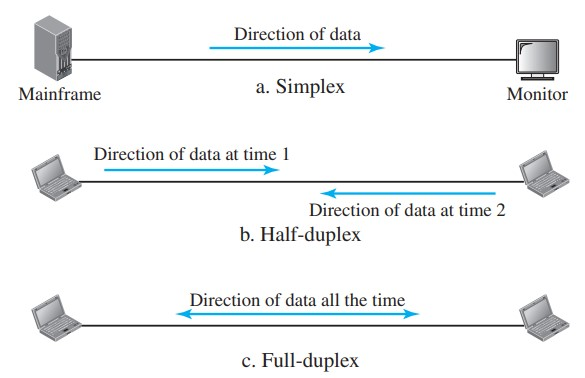 Direction of data
Mainframe
a. Simplex
Monitor
Direction of data at time 1
Direction of data at time 2
b. Half-duplex
Direction of data all the time
c. Full-duplex